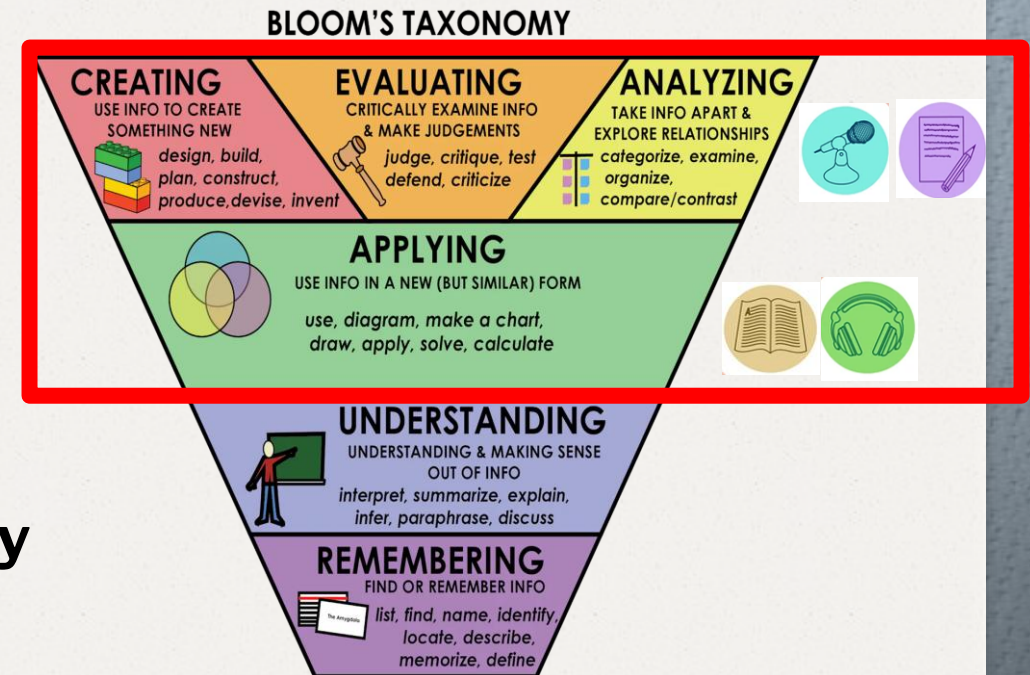 BLOOM'S TAXONOMY
CREATING
USE INFO TO CREATE
SOMETHING NEW
design, build,
plan, construct,
produce,devise, invent
EVALUATING
CRITICALLY EXAMINE INFO
& MAKE JUDGEMENTS
judge, critique, test
defend, criticize
ANALYZING
TAKE INFO APART &
EXPLORE RELATIONSHIPS
categorize, examine,
organize,
compare/contrast
APPLYING
USE INFO IN A NEW (BUT SIMILAR) FORM
use, diagram, make a chart,
draw, apply, solve, calculate
UNDERSTANDING
UNDERSTANDING & MAKING SENSE
OUT OF INFO
interpret, summarize, explain,
infer, paraphrase, discuss
y
REMEMBERING
FIND OR REMEMBER INFO
The Amygdala
list, find, name, identify,
locate, describe,
memorize, define